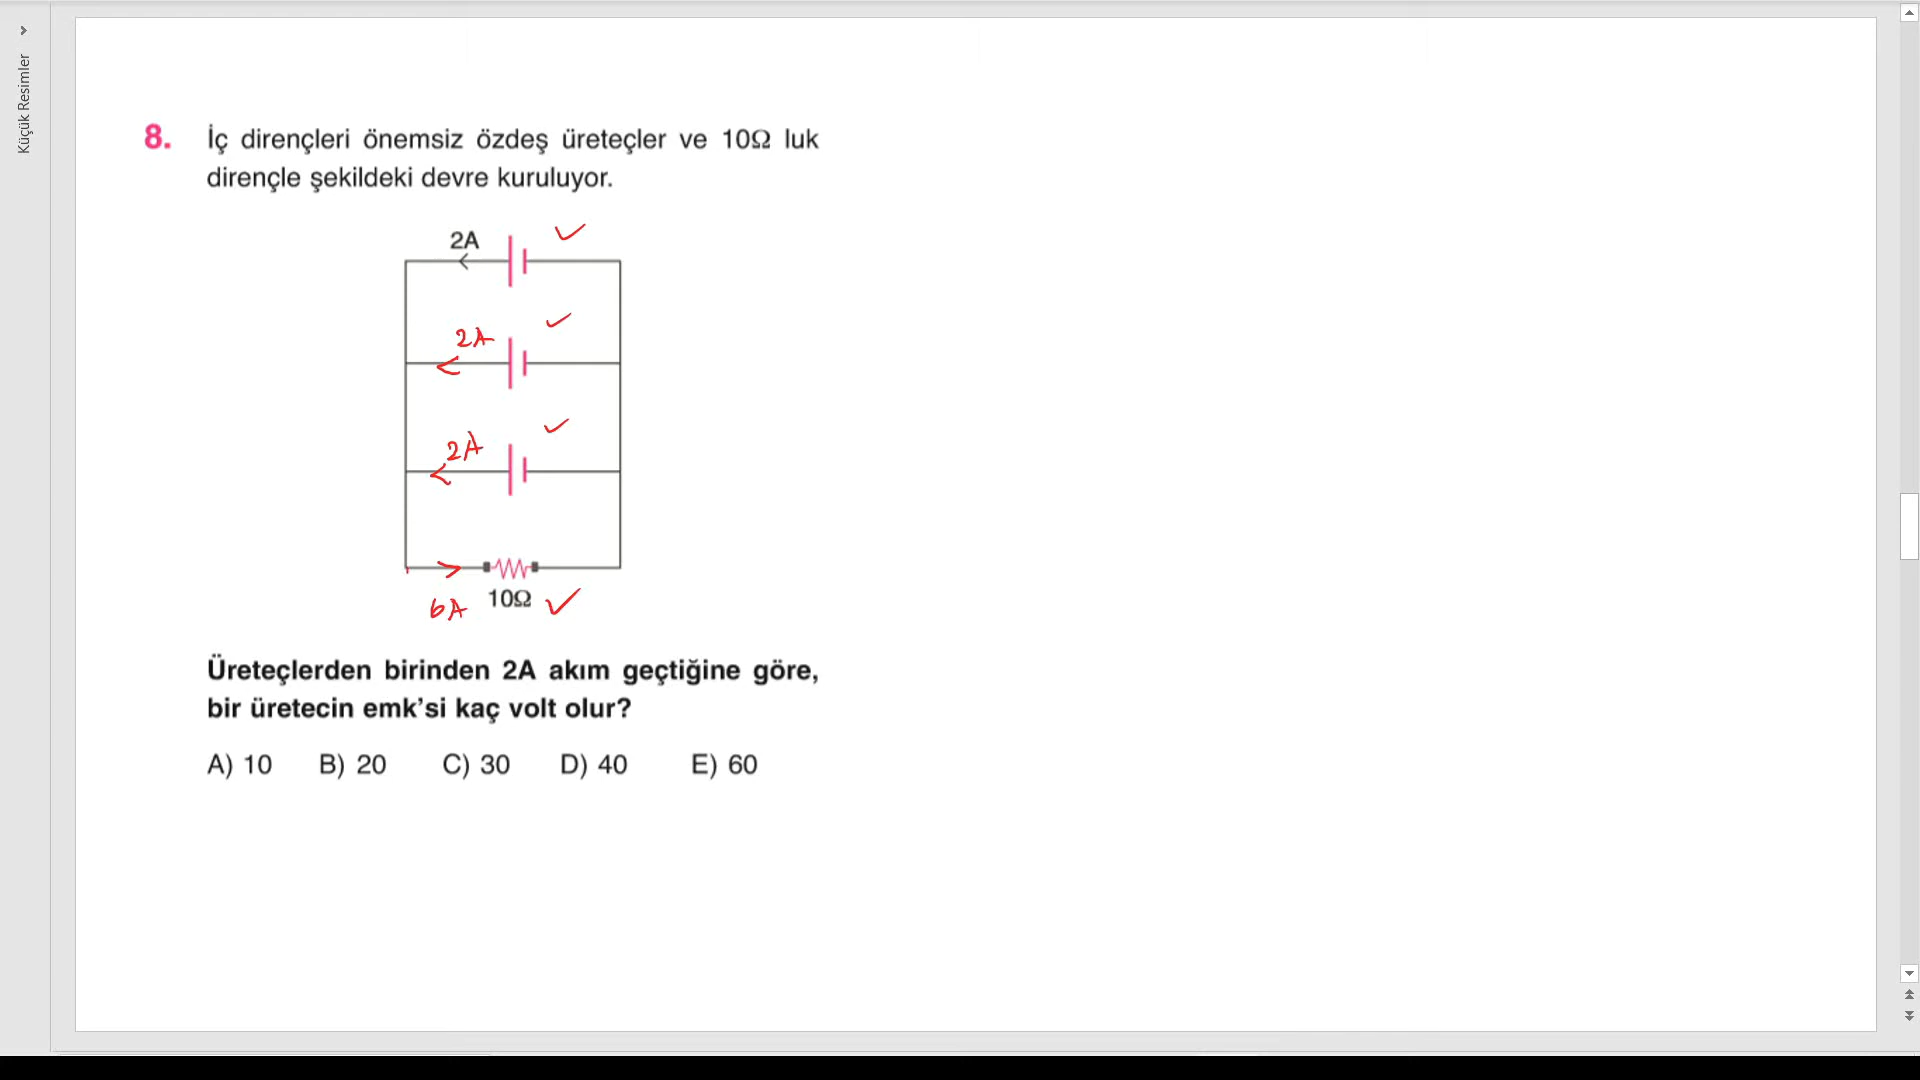 Küçük Resimler
8. İç dirençleri önemsiz özdeş üreteçler ve 10Ω luk
dirençle şekildeki devre kuruluyor.
2A
2A
2A
6A 10Ω
Üreteçlerden birinden 2A akım geçtiğine göre,
bir üretecin emk'si kaç volt olur?
A) 10 B) 20 C) 30 D) 40 E) 60